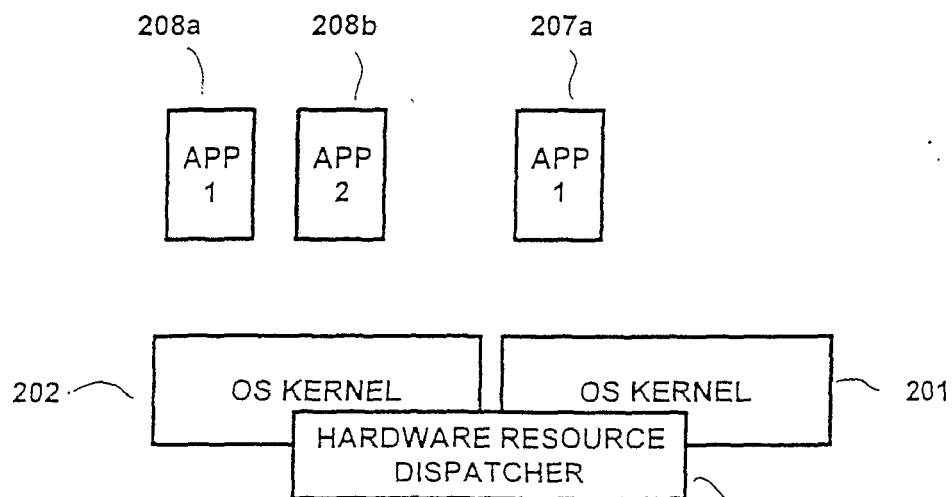 208a 208b 207a
APP 1
APP 2
APP 1
202 OS KERNEL OS KERNEL 201
HARDWARE RESOURCE
DISPATCHER